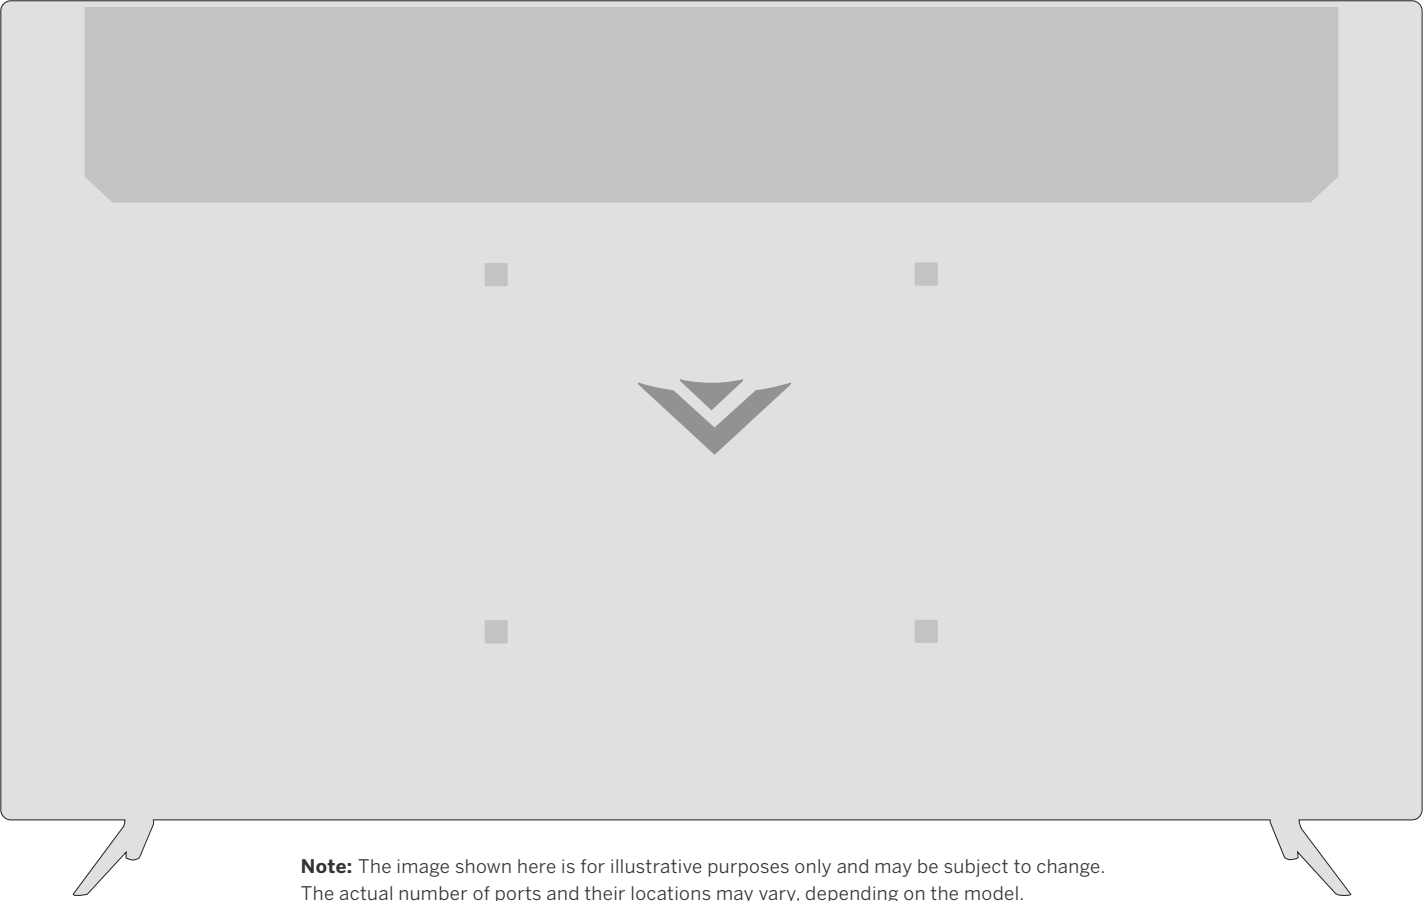 Note: The image shown here is for illustrative purposes only and may be subject to change.
The actual number of ports and their locations may vary, depending on the model.